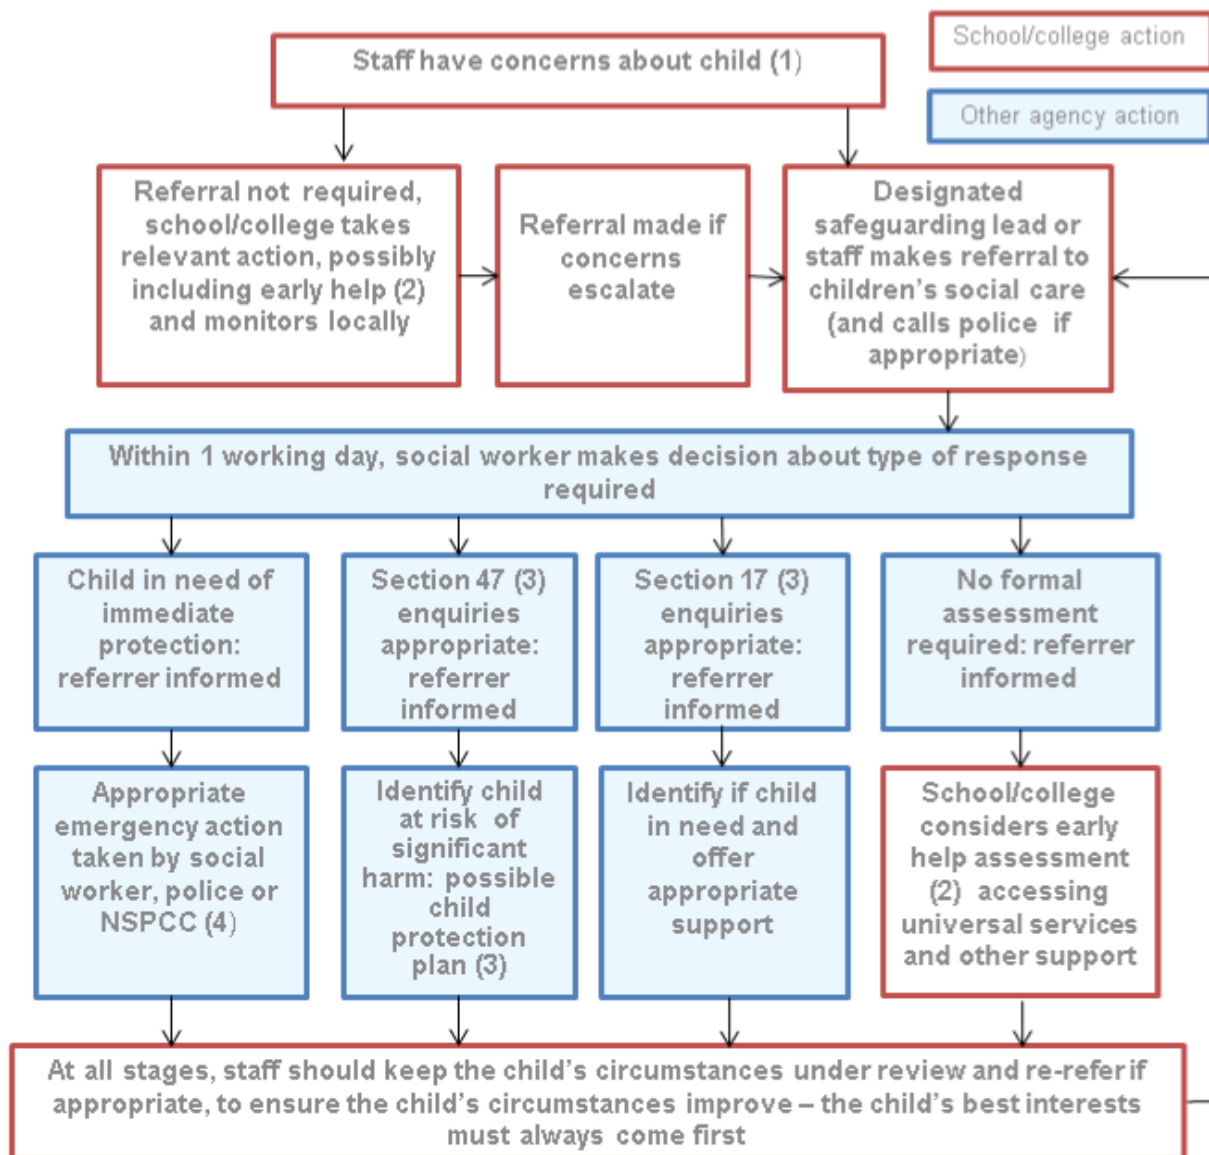 School/college action
Staff have concerns about child (1)
Other agency action
Referral not required,
school/college takes
relevant action, possibly
including early help (2)
and monitors locally
Referral made if
concerns
escalate
Designated
safeguarding lead or
staff makes referral to
children’s social care
(and calls police if
appropriate)
Within 1 working day, social worker makes decision about type of response
required
Child in need of
immediate
protection:
referrer informed
Section 47 (3)
enquiries
appropriate:
referrer
informed
Section 17 (3)
enquiries
appropriate:
referrer
informed
No formal
assessment
required: referrer
informed
Appropriate
emergency action
taken by social
worker, police or
NSPCC (4)
Identify child
at risk of
significant
harm: possible
child
protection
plan (3)
Identify if child
in need and
offer
appropriate
support
School/college
considers early
help assessment
(2) accessing
universal services
and other support
At all stages, staff should keep the child’s circumstances under review and re-refer if
appropriate, to ensure the child’s circumstances improve – the child’s best interests
must always come first